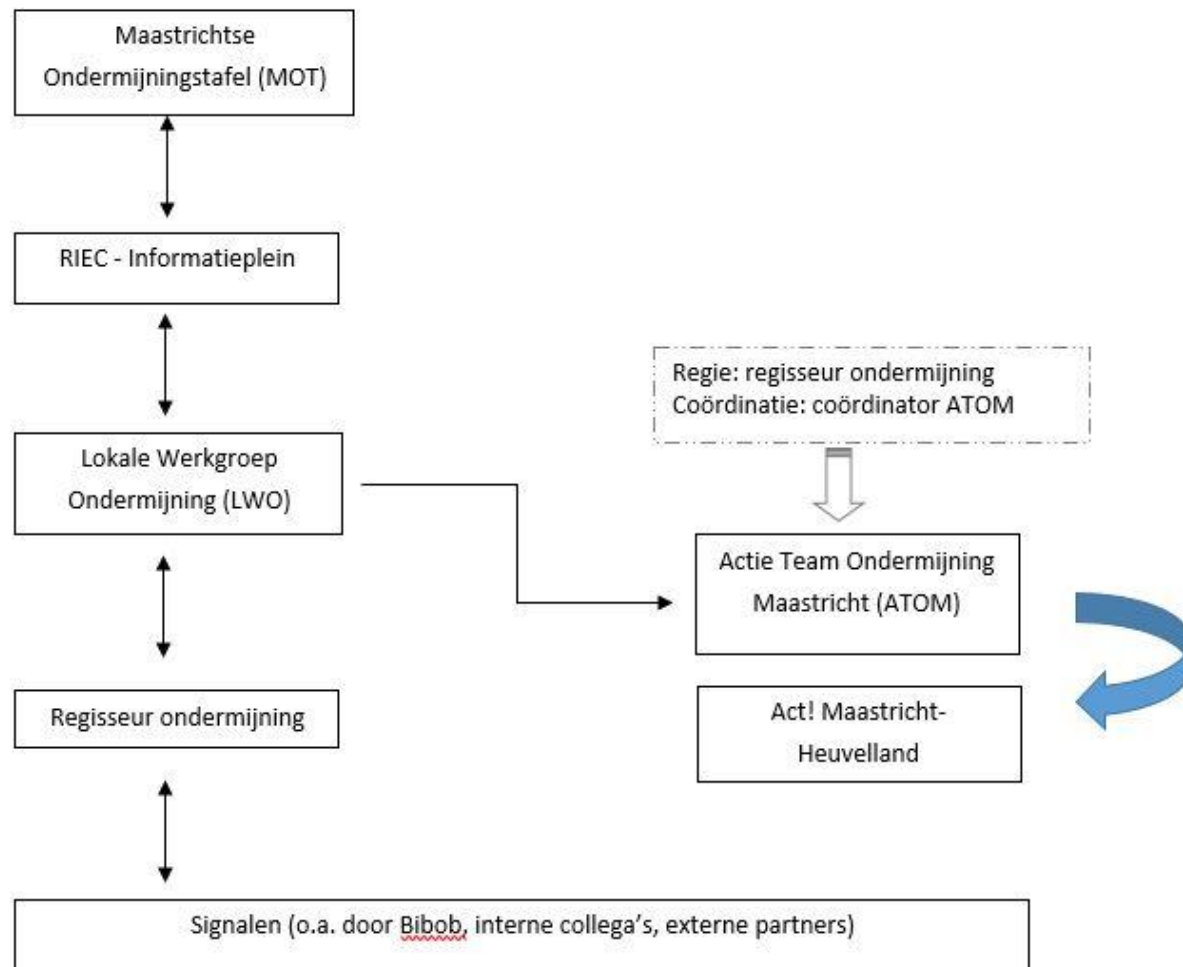 Maastrichtse
Ondermijningstafel (MOT)
RIEC - Informatieplein
Regie: regisseur ondermijning
Coördinatie: coördinator ATOM
Lokale Werkgroep
Ondermijning (LWO)
Actie Team Ondermijning
Maastricht (ATOM)
Regisseur ondermijning
Act! Maastricht-
Heuvelland
Signalen (o.a. door Bibob, interne collega’s, externe partners)